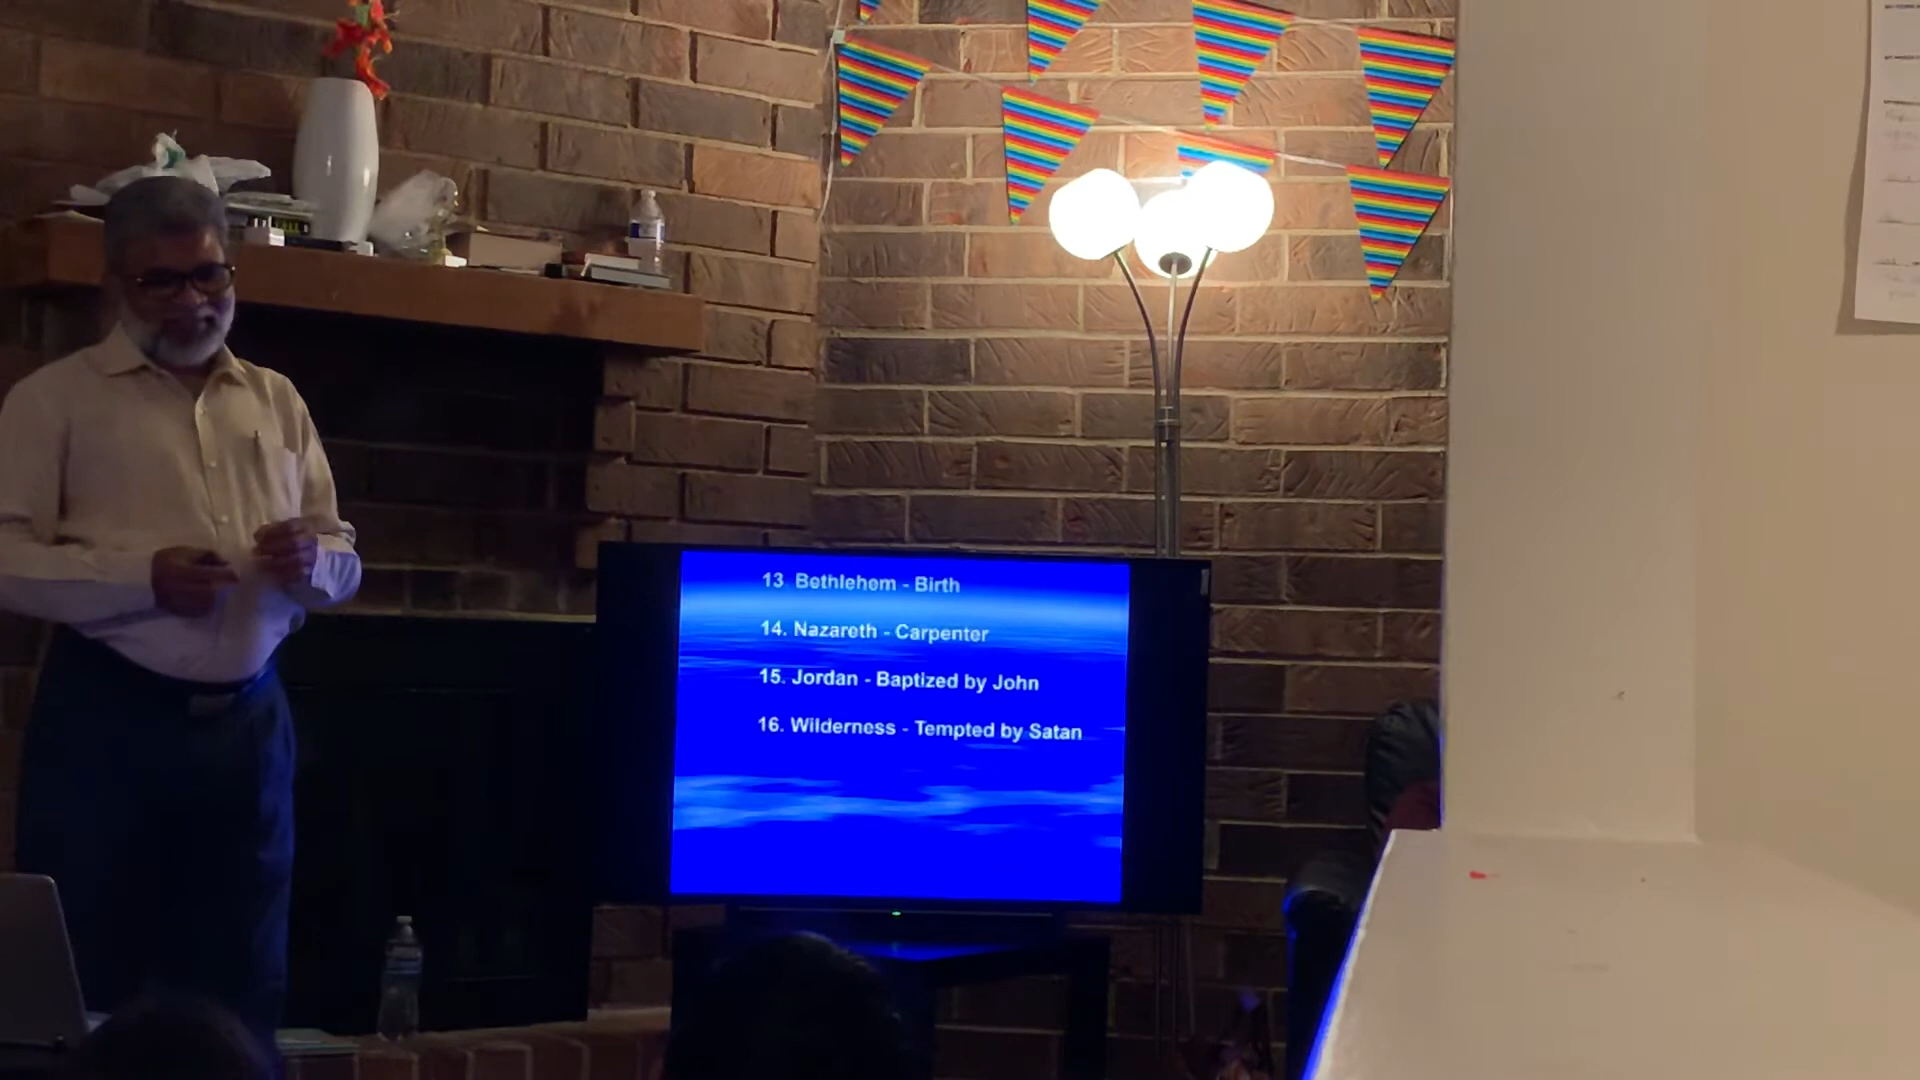 13. Bethlehem - Birth
14. Nazareth - Carpenter
15. Jordan - Baptized by John
16. Wilderness - Tempted by Satan